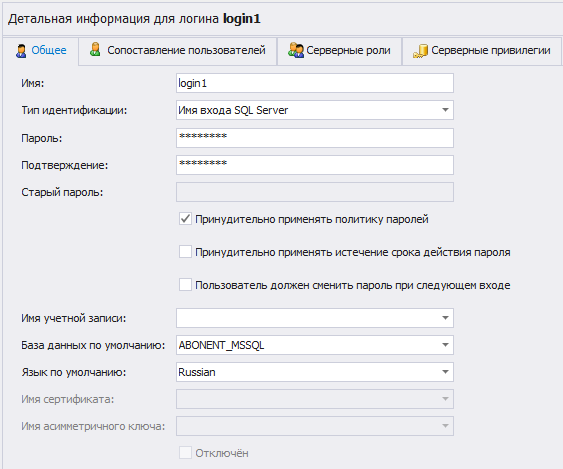 Детальная информация для логина login1
Общее Сопоставление пользователей Серверные роли Серверные привилегии
Имя: login1
Тип идентификации: Имя входа SQL Server
Пароль: ********
Подтверждение: ********
Старый пароль:
Принудительно применять политику паролей
Принудительно применять истечение срока действия пароля
Пользователь должен сменить пароль при следующем входе
Имя учетной записи:
База данных по умолчанию: ABONENT_MSSQL
Язык по умолчанию: Russian
Имя сертификата:
Имя асимметричного ключа:
Отключён